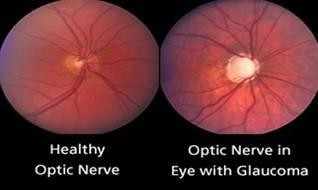 Healthy
Optic Nerve
Optic Nerve in
Eye with Glaucoma